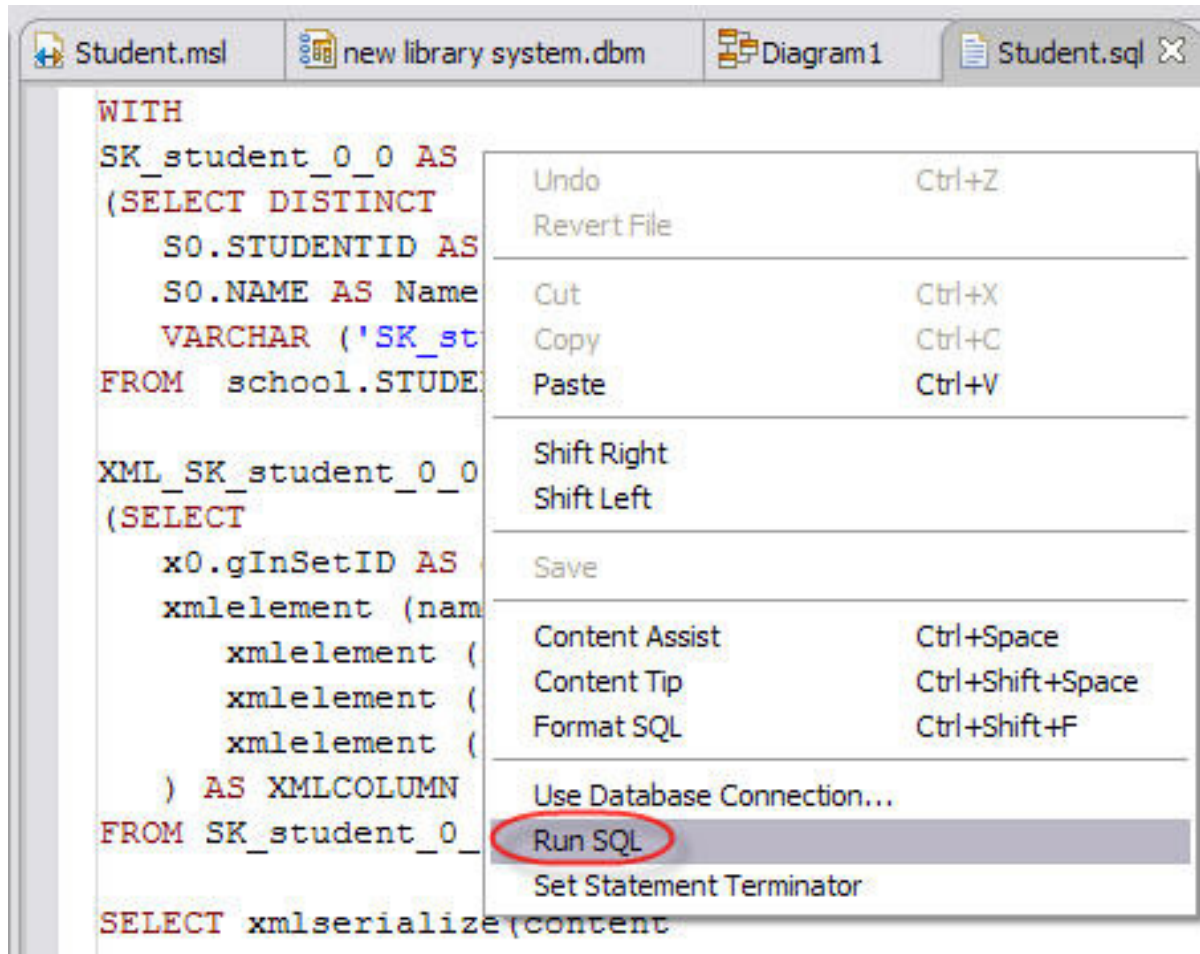 Student.msl new library system.dbm Diagram1 Student.sql
WITH
SK_student_0_0 AS
(SELECT DISTINCT
S0.STUDENTID AS
S0.NAME AS Name
VARCHAR ('SK_st
FROM school.STUDE
XML_SK_student_0_0
(SELECT
x0.gInSetID AS
xmlelement (nam
xmlelement (
xmlelement (
xmlelement (
) AS XMLCOLUMN
FROM SK_student_0_
SELECT xmlserialize(content
Undo Ctrl+Z
Revert File
Cut Ctrl+X
Copy Ctrl+C
Paste Ctrl+V
Shift Right
Shift Left
Save
Content Assist Ctrl+Space
Content Tip Ctrl+Shift+Space
Format SQL Ctrl+Shift+F
Use Database Connection...
Run SQL
Set Statement Terminator